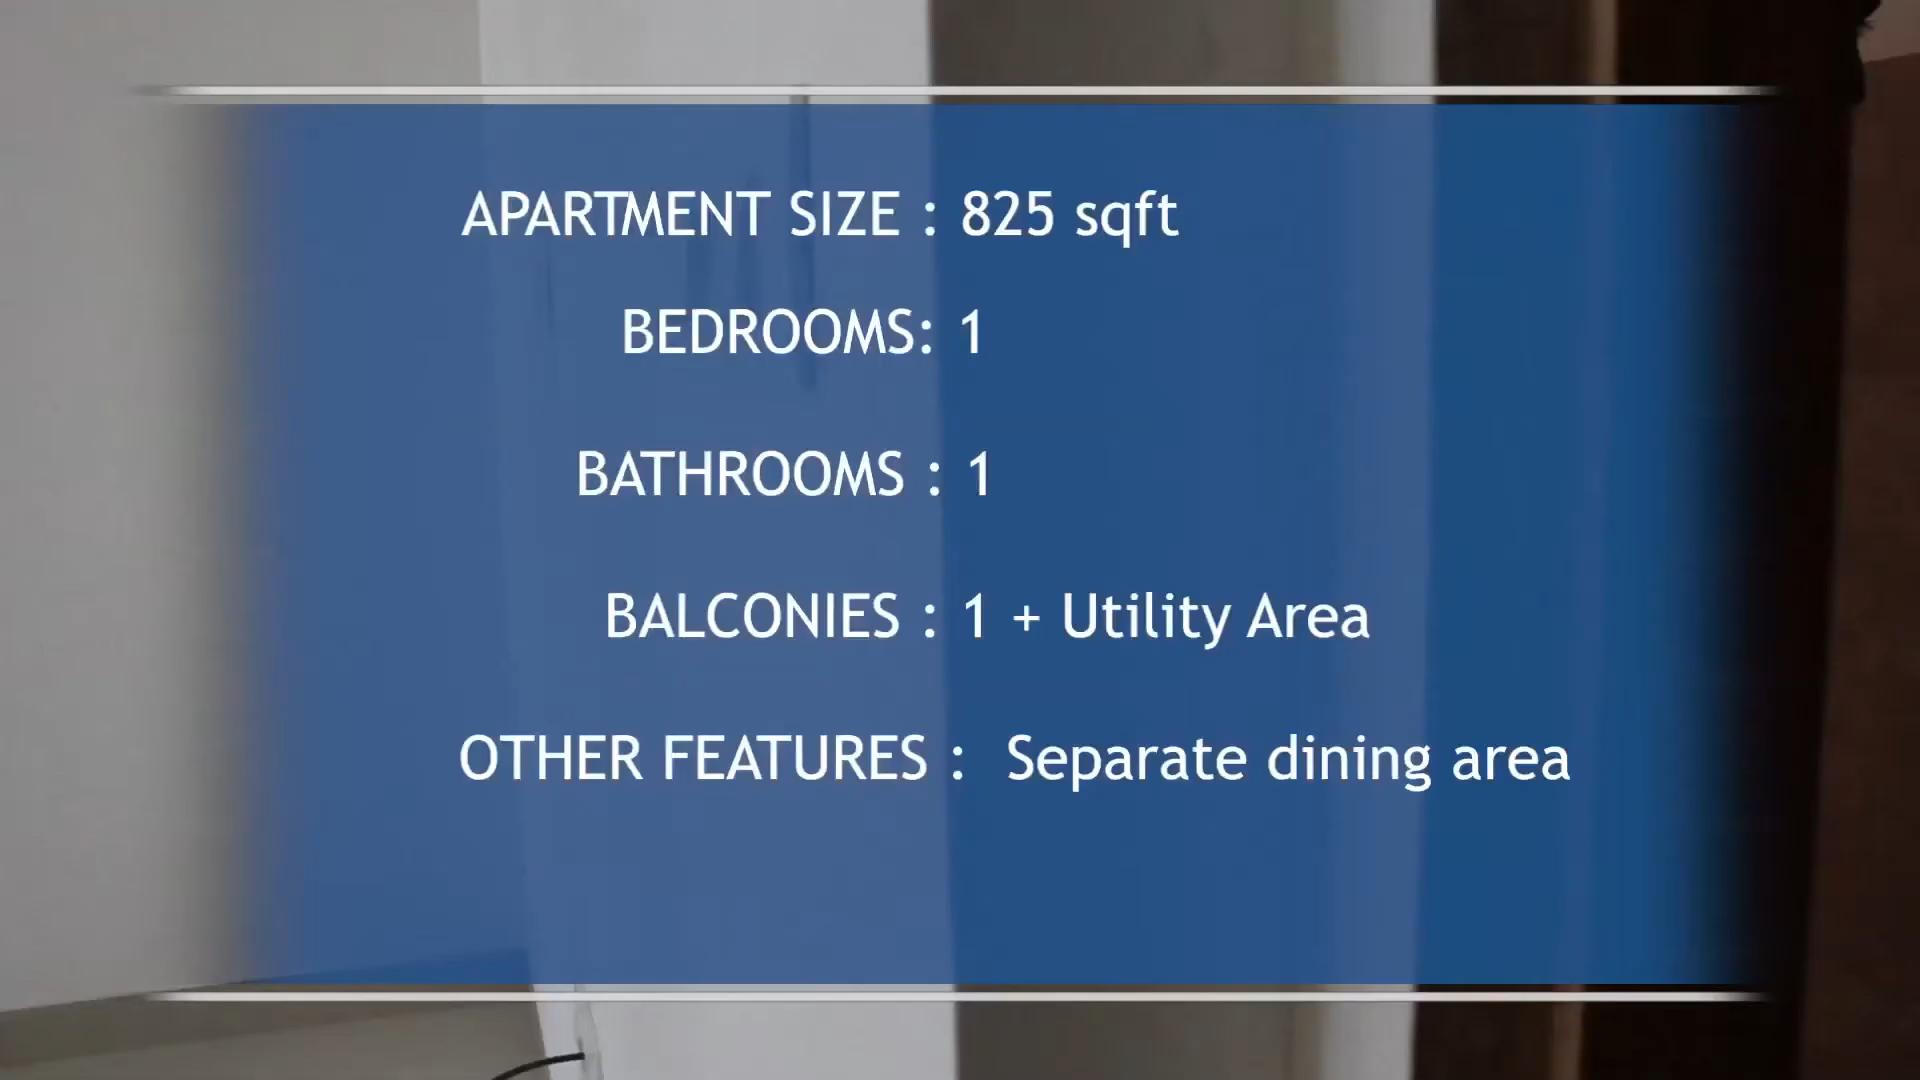 APARTMENT SIZE : 825 sqft
BEDROOMS: 1
BATHROOMS : 1
BALCONIES : 1 + Utility Area
OTHER FEATURES : Separate dining area